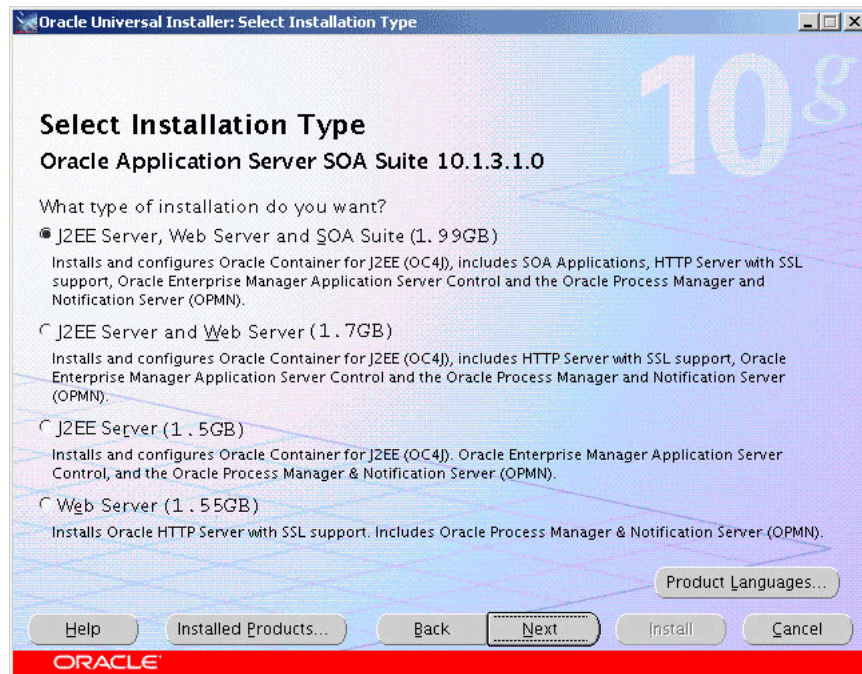 Oracle Universal Installer: Select Installation Type
10g
Select Installation Type
Oracle Application Server SOA Suite 10.1.3.1.0
What type of installation do you want?
J2EE Server, Web Server and SOA Suite (1.99GB)
Installs and configures Oracle Container for J2EE (OC4J), includes SOA Applications, HTTP Server with SSL
support, Oracle Enterprise Manager Application Server Control and the Oracle Process Manager and
Notification Server (OPMN).
J2EE Server and Web Server (1.7GB)
Installs and configures Oracle Container for J2EE (OC4J), includes HTTP Server with SSL support, Oracle
Enterprise Manager Application Server Control and the Oracle Process Manager and Notification Server
(OPMN).
J2EE Server (1.5GB)
Installs and configures Oracle Container for J2EE (OC4J). Oracle Enterprise Manager Application Server
Control, and the Oracle Process Manager & Notification Server (OPMN).
Web Server (1.55GB)
Installs Oracle HTTP Server with SSL support. Includes Oracle Process Manager & Notification Server (OPMN).
Product Languages...
Help Installed Products... Back Next Install Cancel
ORACLE